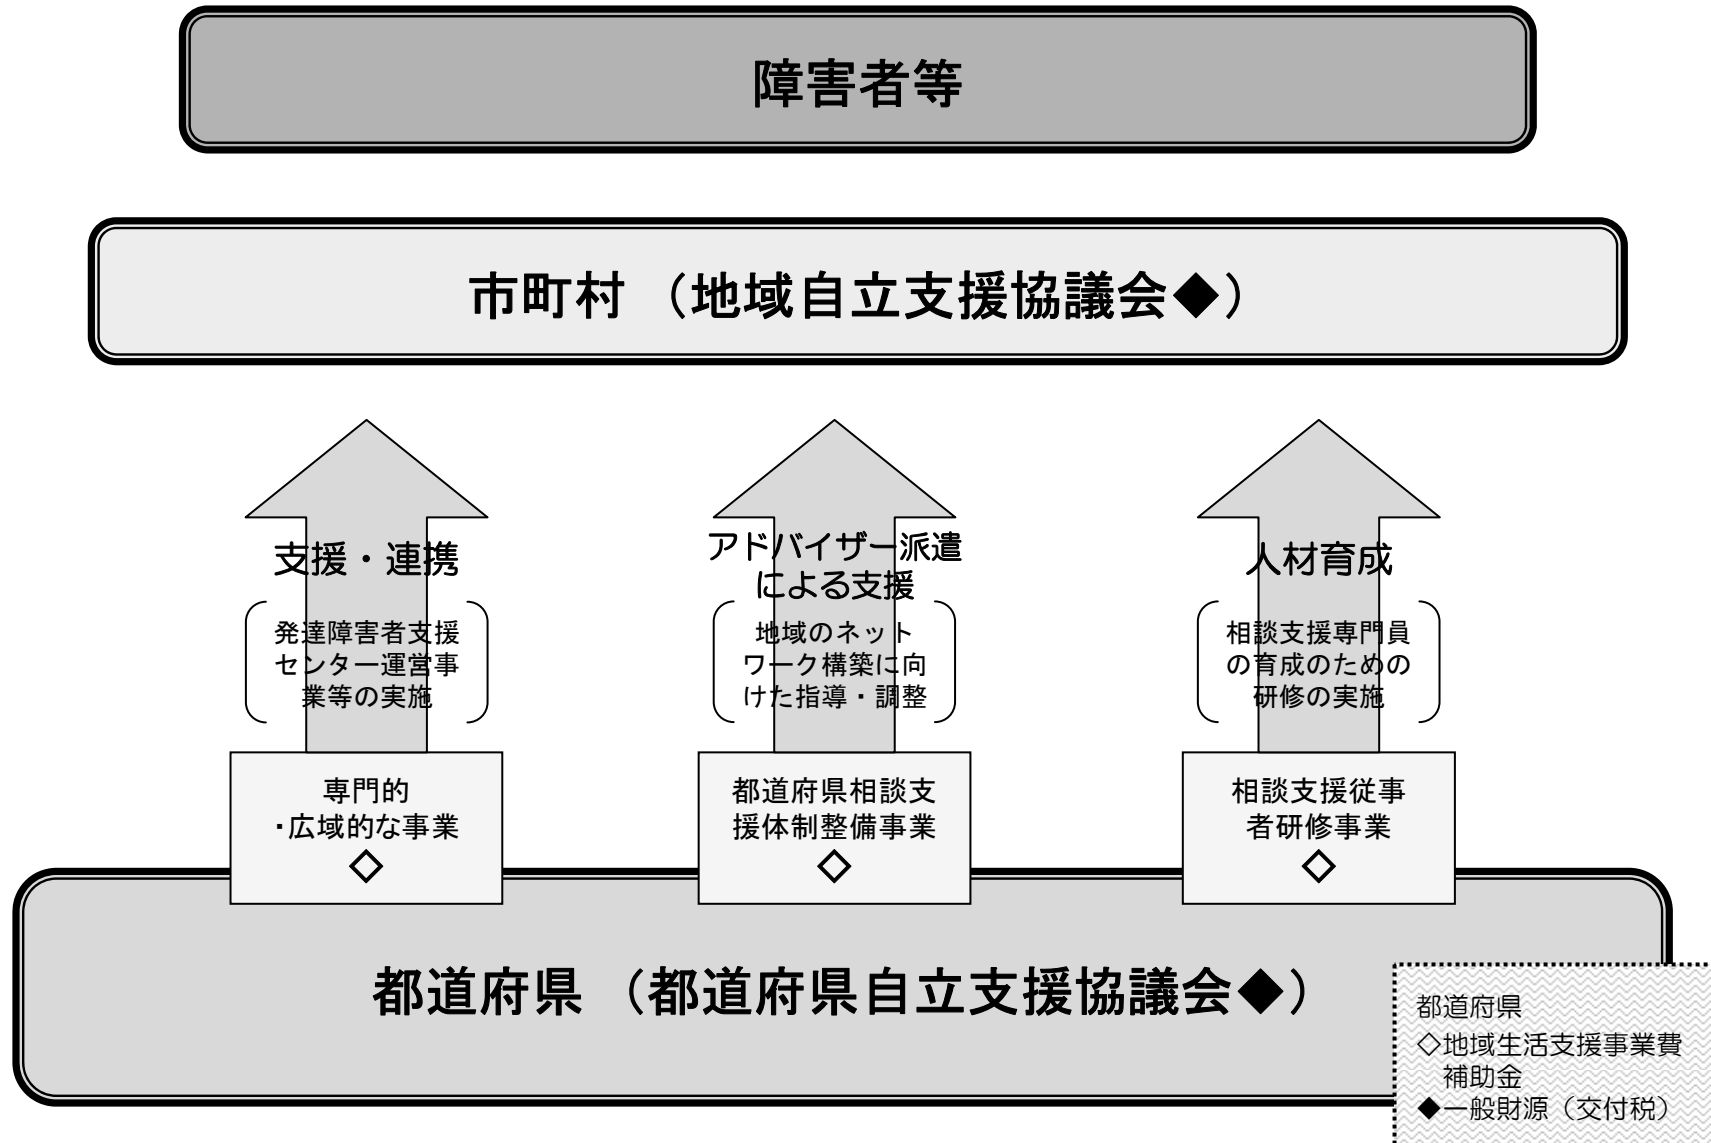 障害者等
市町村 （地域自立支援協議会◆）
支援・連携
発達障害者支援
センター運営事
業等の実施
専門的
・広域的な事業
◇
アドバイザー派遣
による支援
地域のネット
ワーク構築に向
けた指導・調整
都道府県相談支
援体制整備事業
◇
人材育成
相談支援専門員
の育成のための
研修の実施
相談支援従事
者研修事業
◇
都道府県 （都道府県自立支援協議会◆）
都道府県
◇地域生活支援事業費
補助金
◆一般財源（交付税）